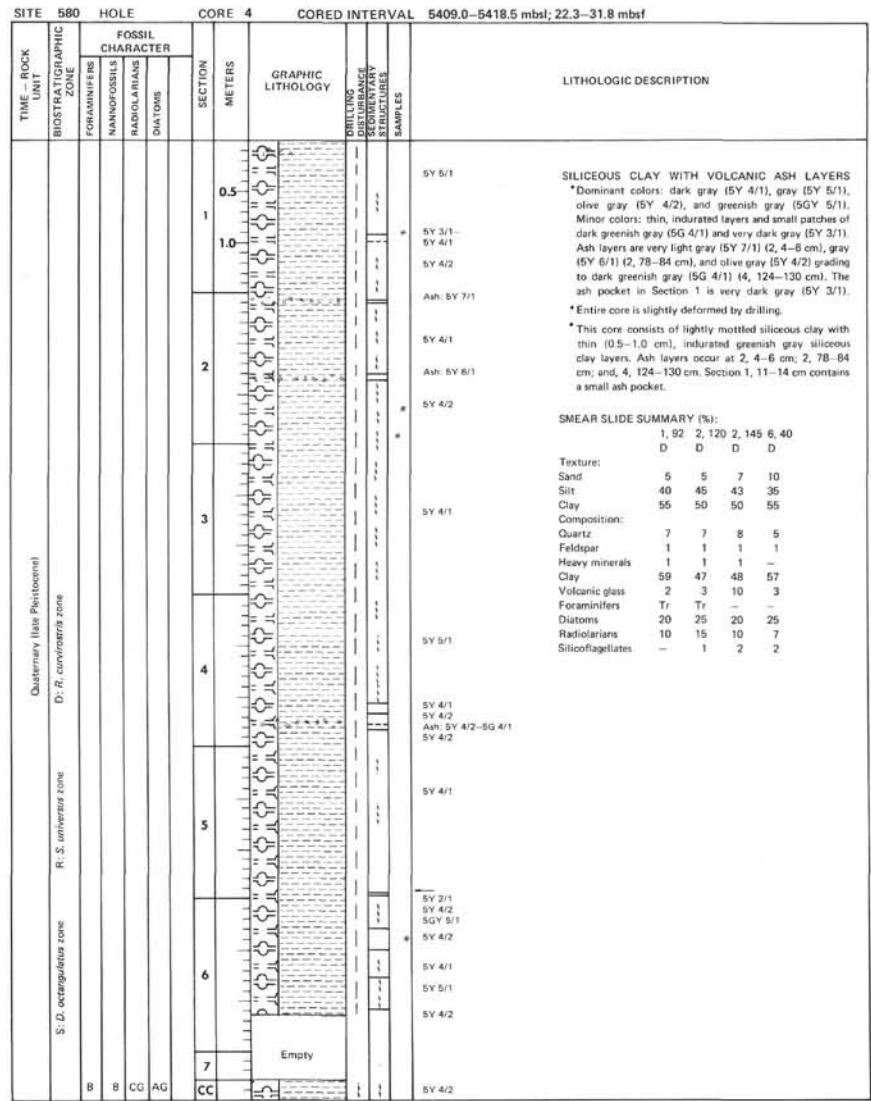 SITE 580 HOLE CORE 4 CORED INTERVAL 5409.0–5418.5 mbsl; 22.3–31.8 mbsf
TIME – ROCK UNIT
BIOSTRATIGRAPHIC ZONE
FOSSIL CHARACTER
FORAMINIFERS
NANNOFOSSILS
RADIOLARIANS
DIATOMS
SECTION
METERS
GRAPHIC LITHOLOGY
DRILLING DISTURBANCE
SEDIMENTARY STRUCTURES
SAMPLES
LITHOLOGIC DESCRIPTION
Quaternary (late Pleistocene)
D: R. curvirostris zone
R: S. universus zone
S: D. octangulatus zone
B B CG AG
1
0.5
1.0
2
3
4
5
6
7
CC
Empty
5Y 5/1
*
5Y 3/1–
5Y 4/1
5Y 4/2
Ash: 5Y 7/1
5Y 4/1
Ash: 5Y 6/1
* 5Y 4/2
*
5Y 4/1
5Y 5/1
5Y 4/1
5Y 4/2
Ash: 5Y 4/2–5G 4/1
5Y 4/2
5Y 4/1
5Y 2/1
5Y 4/2
5GY 5/1
* 5Y 4/2
5Y 4/1
5Y 5/1
5Y 4/2
5Y 4/2
SILICEOUS CLAY WITH VOLCANIC ASH LAYERS
*Dominant colors: dark gray (5Y 4/1), gray (5Y 5/1),
olive gray (5Y 4/2), and greenish gray (5GY 5/1).
Minor colors: thin, indurated layers and small patches of
dark greenish gray (5G 4/1) and very dark gray (5Y 3/1).
Ash layers are very light gray (5Y 7/1) (2, 4–6 cm), gray
(5Y 6/1) (2, 78–84 cm), and olive gray (5Y 4/2) grading
to dark greenish gray (5G 4/1) (4, 124–130 cm). The
ash pocket in Section 1 is very dark gray (5Y 3/1).
*Entire core is slightly deformed by drilling.
*This core consists of lightly mottled siliceous clay with
thin (0.5–1.0 cm), indurated greenish gray siliceous
clay layers. Ash layers occur at 2, 4–6 cm; 2, 78–84
cm; and, 4, 124–130 cm. Section 1, 11–14 cm contains
a small ash pocket.
SMEAR SLIDE SUMMARY (%):
1, 92 2, 120 2, 145 6, 40
D D D D
Texture:
Sand 5 5 7 10
Silt 40 45 43 35
Clay 55 50 50 55
Composition:
Quartz 7 7 8 5
Feldspar 1 1 1 1
Heavy minerals 1 1 1 –
Clay 59 47 48 57
Volcanic glass 2 3 10 3
Foraminifers Tr Tr – –
Diatoms 20 25 20 25
Radiolarians 10 15 10 7
Silicoflagellates – 1 2 2